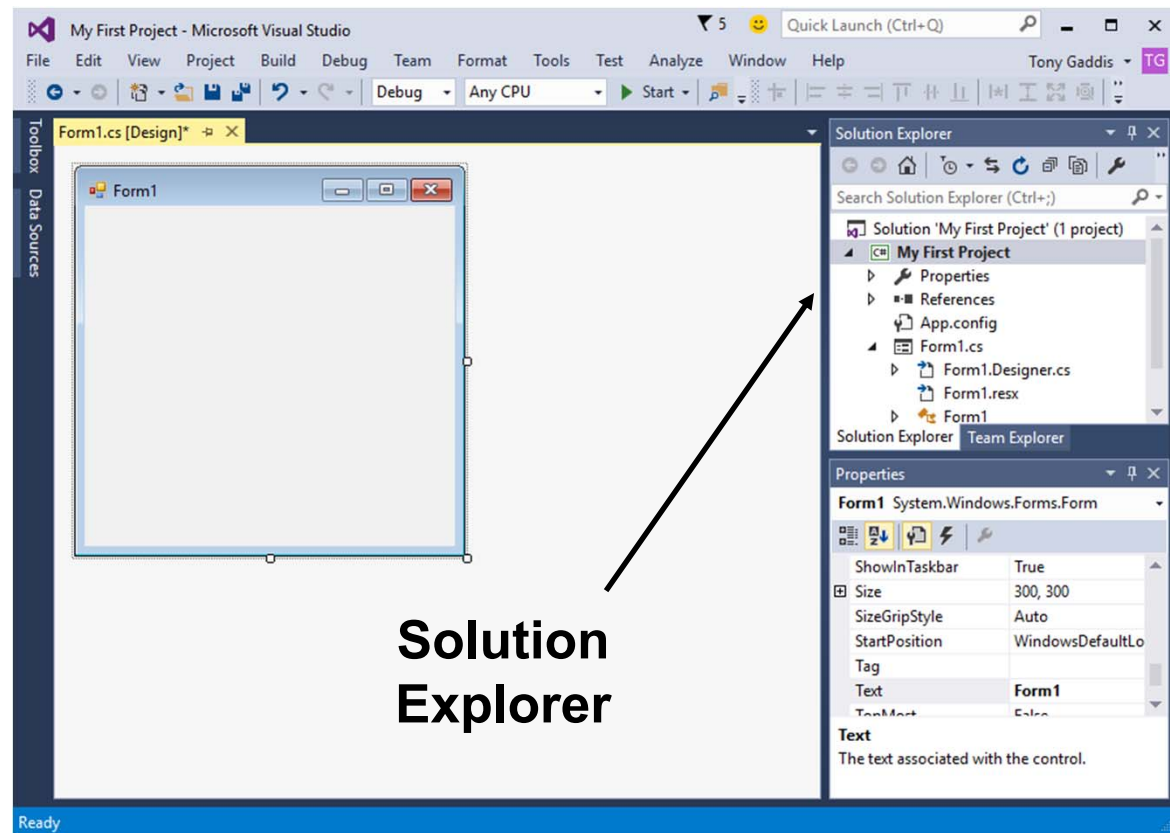 My First Project - Microsoft Visual Studio
5
Quick Launch (Ctrl+Q)
File Edit View Project Build Debug Team Format Tools Test Analyze Window Help
Tony Gaddis TG
Debug Any CPU Start
Toolbox
Data Sources
Form1.cs [Design]*
Form1
Solution Explorer
Solution Explorer
Search Solution Explorer (Ctrl+;)
Solution 'My First Project' (1 project)
C# My First Project
Properties
References
App.config
Form1.cs
Form1.Designer.cs
Form1.resx
Form1
Solution Explorer Team Explorer
Properties
Form1 System.Windows.Forms.Form
ShowInTaskbar True
Size 300, 300
SizeGripStyle Auto
StartPosition WindowsDefaultLo
Tag
Text Form1
TopMost False
Text
The text associated with the control.
Ready